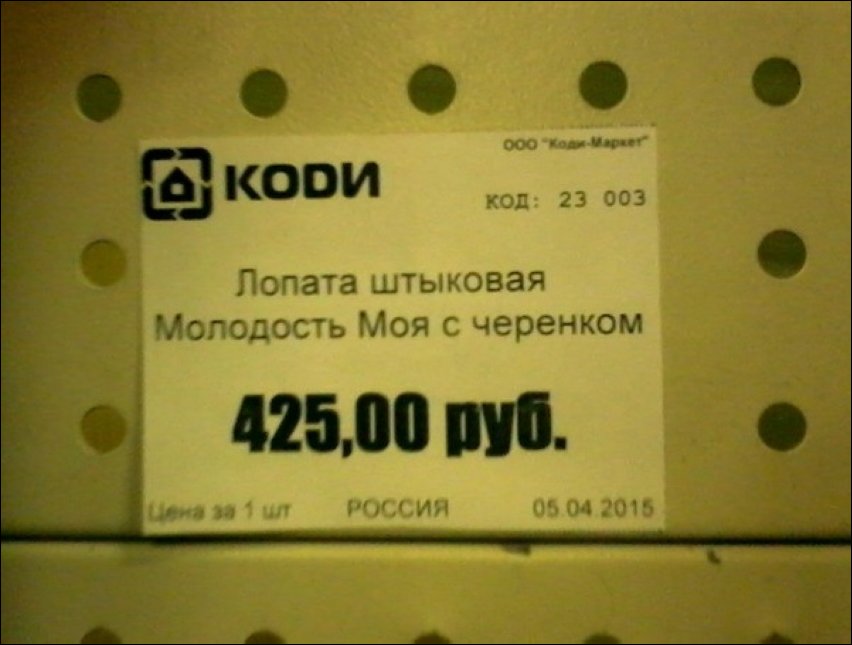 ООО "Коди-Маркет"
КОДИ
КОД: 23 003
Лопата штыковая
Молодость Моя с черенком
425,00 руб.
Цена за 1 шт РОССИЯ 05.04.2015